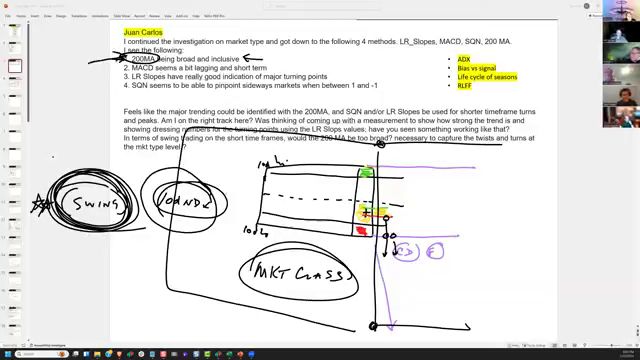 Juan Carlos
I continued the investigation on market type and got down to the following 4 methods. LR_Slopes, MACD, SQN, 200 MA.
I see the following:
1. 200MA being broad and inclusive
2. MACD seems a bit lagging and short term
3. LR Slopes have really good indication of major turning points
4. SQN seems to be able to pinpoint sideways markets when between 1 and -1
• ADX
• Bias vs signal
• Life cycle of seasons
• RLFF
Feels like the major trending could be identified with the 200MA, and SQN and/or LR Slopes be used for shorter timeframe turns
and peaks. Am I on the right track here? Was thinking of coming up with a measurement to show how strong the trend is and
showing dressing numbers for the turning points using the LR Slops values; have you seen something working like that?
In terms of swing trading on the short time frames, would the 200 MA be too broad? necessary to capture the twists and turns
at the mkt type level?
SWING
MKT CLASS